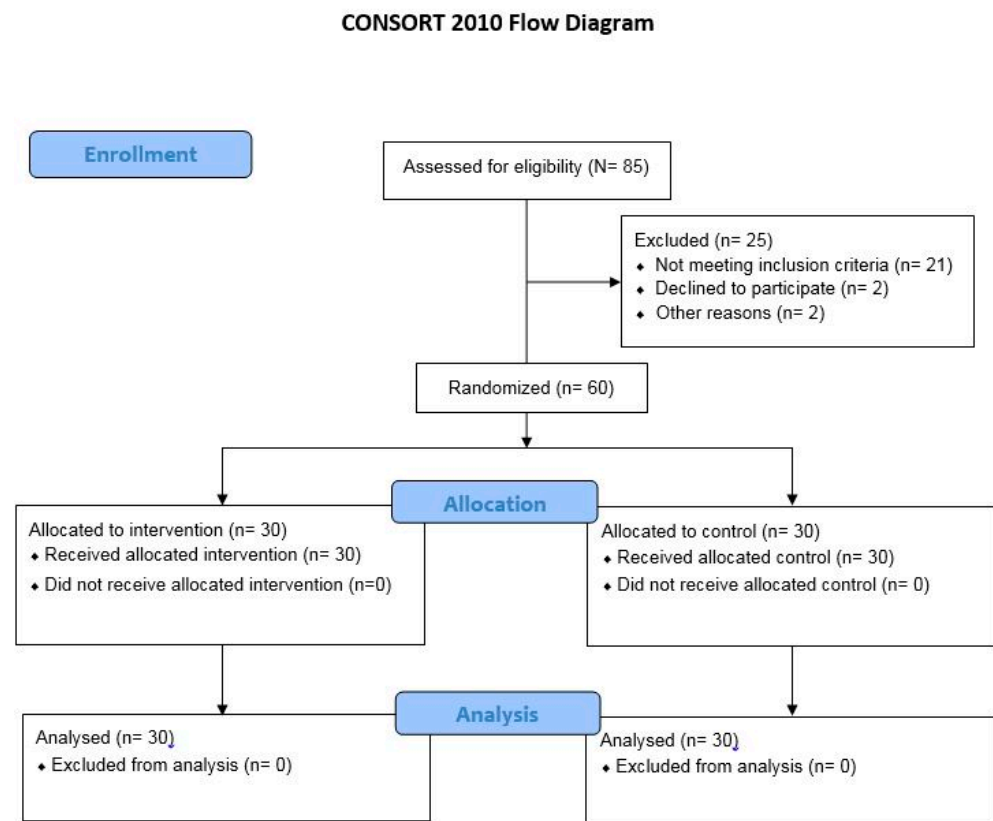 CONSORT 2010 Flow Diagram
Enrollment
Assessed for eligibility (N= 85)
Excluded (n= 25)
⬥ Not meeting inclusion criteria (n= 21)
⬥ Declined to participate (n= 2)
⬥ Other reasons (n= 2)
Randomized (n= 60)
Allocation
Allocated to intervention (n= 30)
⬥ Received allocated intervention (n= 30)
⬥ Did not receive allocated intervention (n=0)
Allocated to control (n= 30)
⬥ Received allocated control (n= 30)
⬥ Did not receive allocated control (n= 0)
Analysis
Analysed (n= 30)
⬥ Excluded from analysis (n= 0)
Analysed (n= 30)
⬥ Excluded from analysis (n= 0)